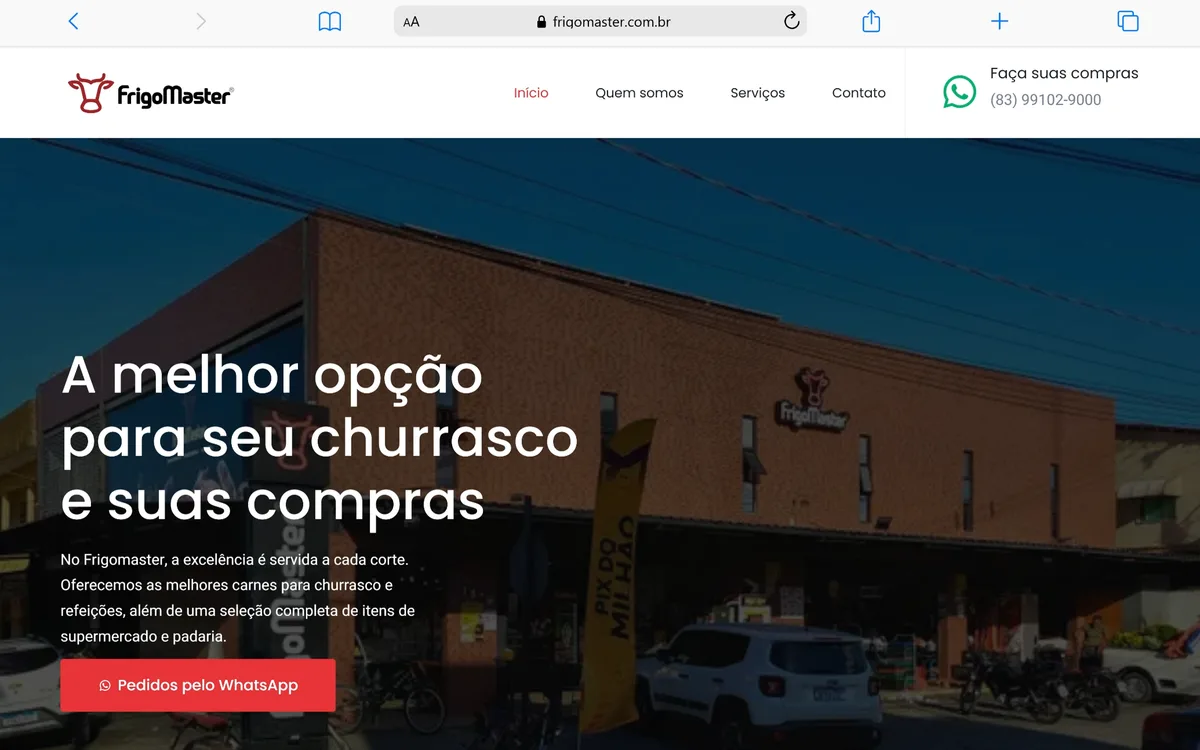 AA
frigomaster.com.br
FrigoMaster®
Início
Quem somos
Serviços
Contato
Faça suas compras
(83) 99102-9000
FrigoMaster
A melhor opção
para seu churrasco
e suas compras
PIX DO
MILHÃO
No Frigomaster, a excelência é servida a cada corte.
Oferecemos as melhores carnes para churrasco e
refeições, além de uma seleção completa de itens de
supermercado e padaria.
FrigoMaster
Pedidos pelo WhatsApp